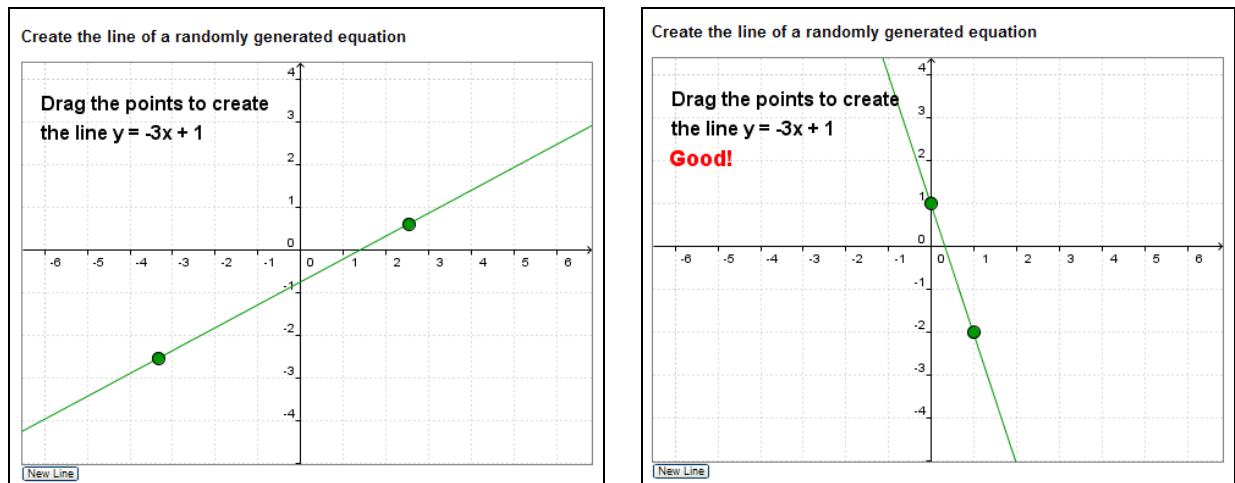 Create the line of a randomly generated equation
Drag the points to create
the line y = -3x + 1
4
3
2
1
0
-6 -5 -4 -3 -2 -1 0 1 2 3 4 5 6
-1
-2
-3
-4
New Line
Create the line of a randomly generated equation
Drag the points to create
the line y = -3x + 1
Good!
4
3
2
1
0
-6 -5 -4 -3 -2 -1 0 1 2 3 4 5 6
-1
-2
-3
-4
New Line